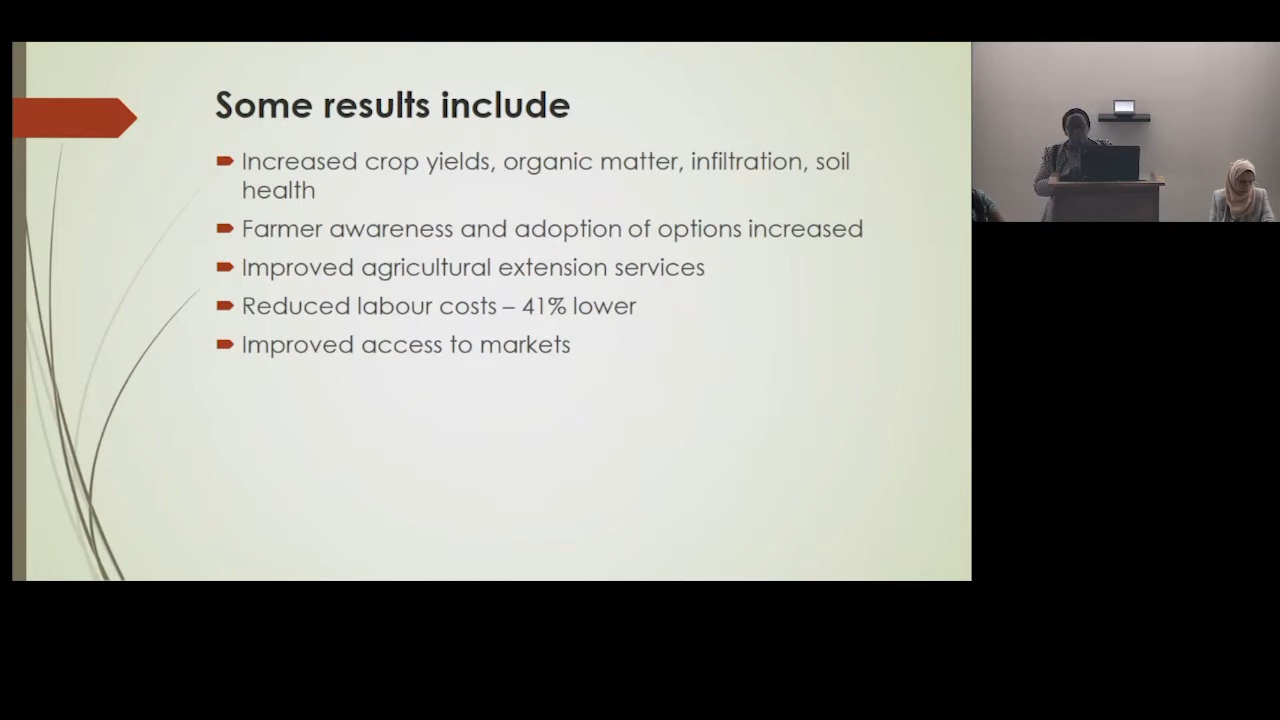 Some results include
Increased crop yields, organic matter, infiltration, soil
health
Farmer awareness and adoption of options increased
Improved agricultural extension services
Reduced labour costs – 41% lower
Improved access to markets